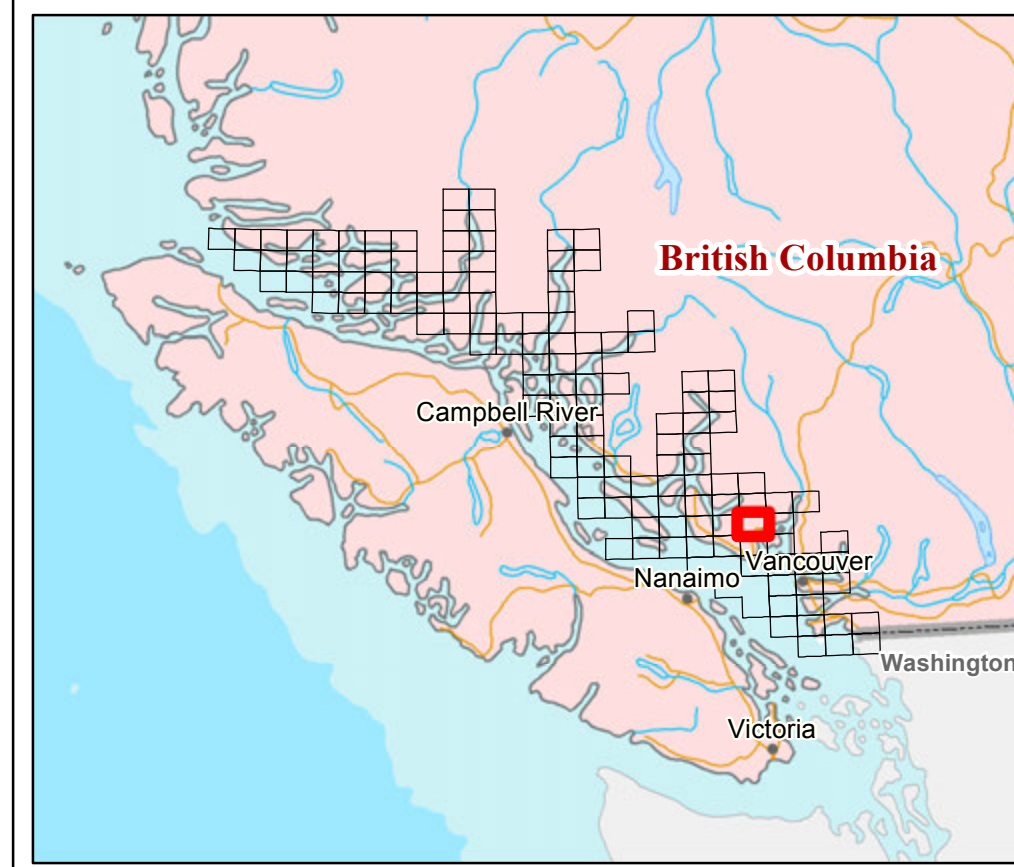 British Columbia
Campbell River
Vancouver
Nanaimo
Washington
Victoria